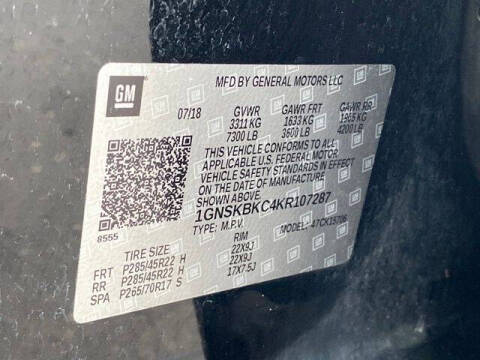 GM
MFD BY GENERAL MOTORS LLC
07/18 GVWR GAWR FRT GAWR RR
3311 KG 1633 KG 1905 KG
7300 LB 3600 LB 4200 LB
THIS VEHICLE CONFORMS TO ALL
APPLICABLE U.S. FEDERAL MOTOR
VEHICLE SAFETY STANDARDS IN
EFFECT ON THE DATE OF
MANUFACTURE
SHOWN ABOVE.
1GNSKBKC4KR107287
8555
TYPE: M.P.V. MODEL: 47CK15706
TIRE SIZE RIM
FRT P285/45R22 H 22X9J
RR P285/45R22 H 22X9J
SPA P265/70R17 S 17X7.5J